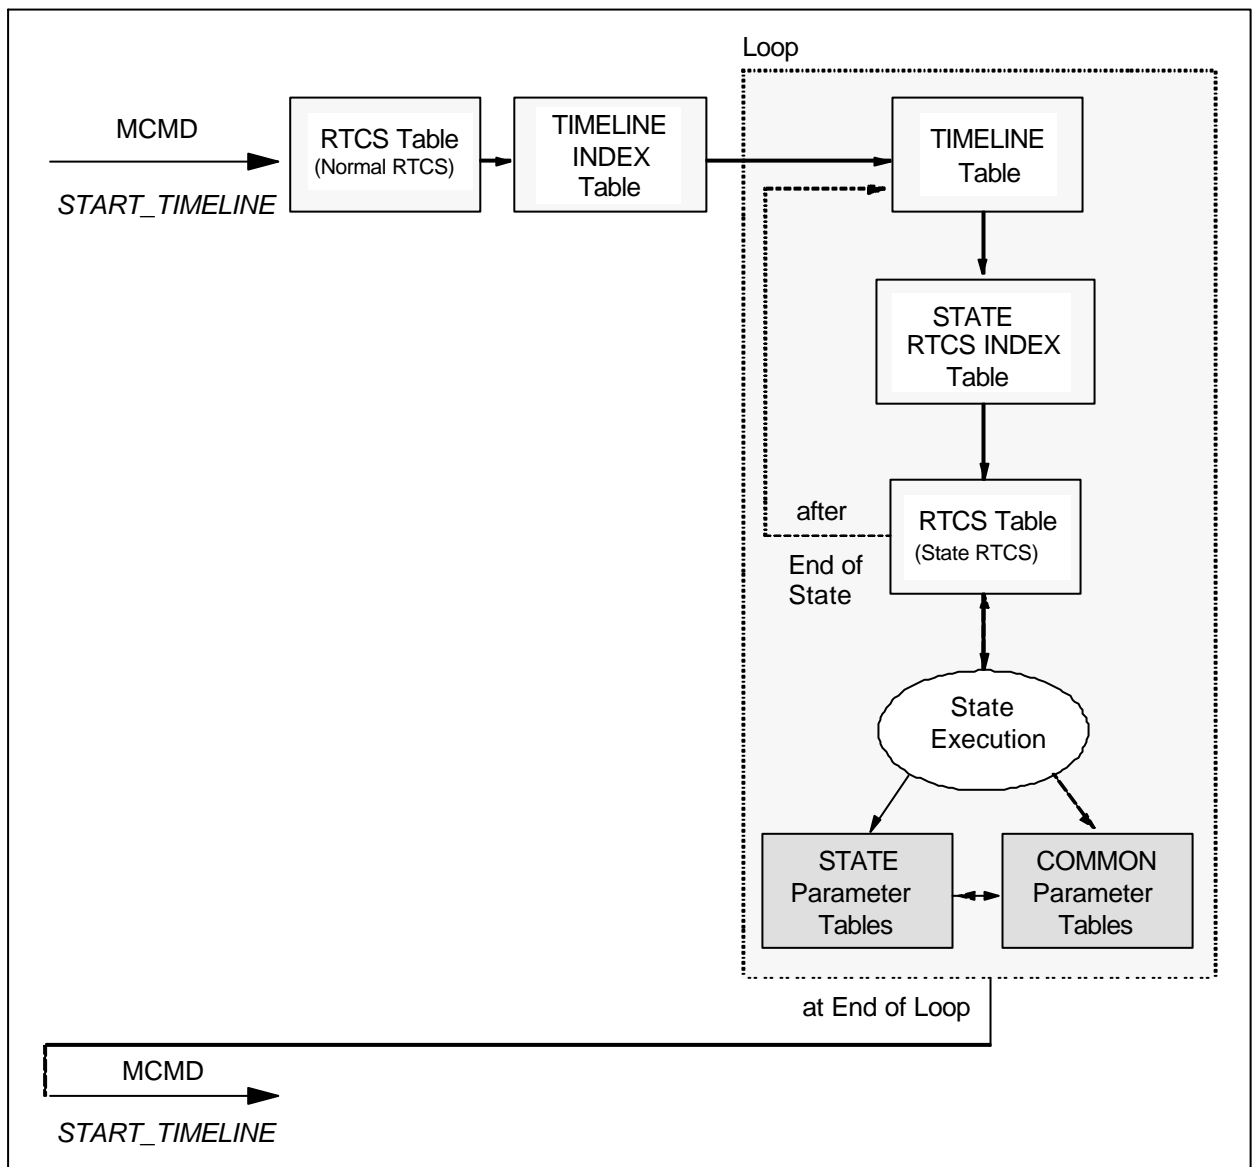 Loop
MCMD
START_TIMELINE
RTCS Table
(Normal RTCS)
TIMELINE
INDEX
Table
TIMELINE
Table
STATE
RTCS INDEX
Table
after
End of
State
RTCS Table
(State RTCS)
State
Execution
STATE
Parameter
Tables
COMMON
Parameter
Tables
at End of Loop
MCMD
START_TIMELINE